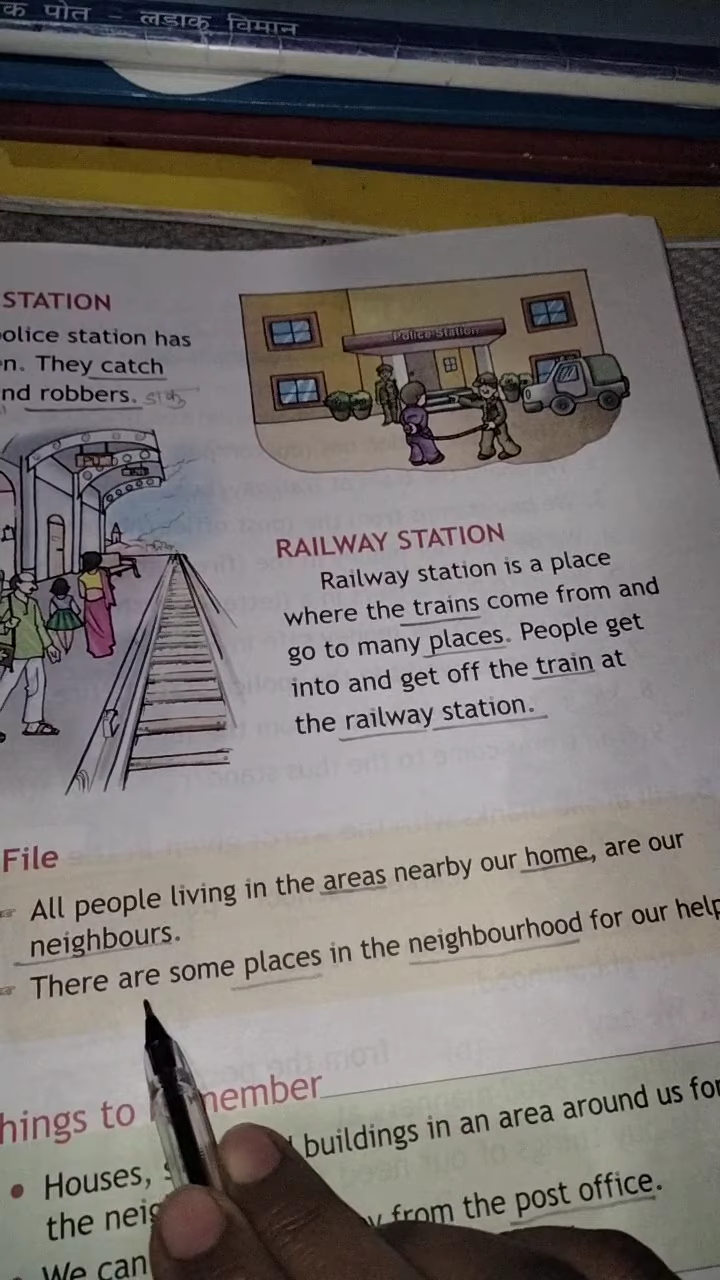 क पोत - लडाकू विमान
STATION
olice station has
n. They catch
nd robbers.
Police Station
RAILWAY STATION
Railway station is a place
where the trains come from and
go to many places. People get
into and get off the train at
the railway station.
File
All people living in the areas nearby our home, are our
neighbours.
There are some places in the neighbourhood for our help
hings to member
Houses, buildings in an area around us for
the neig from the post office.
We can